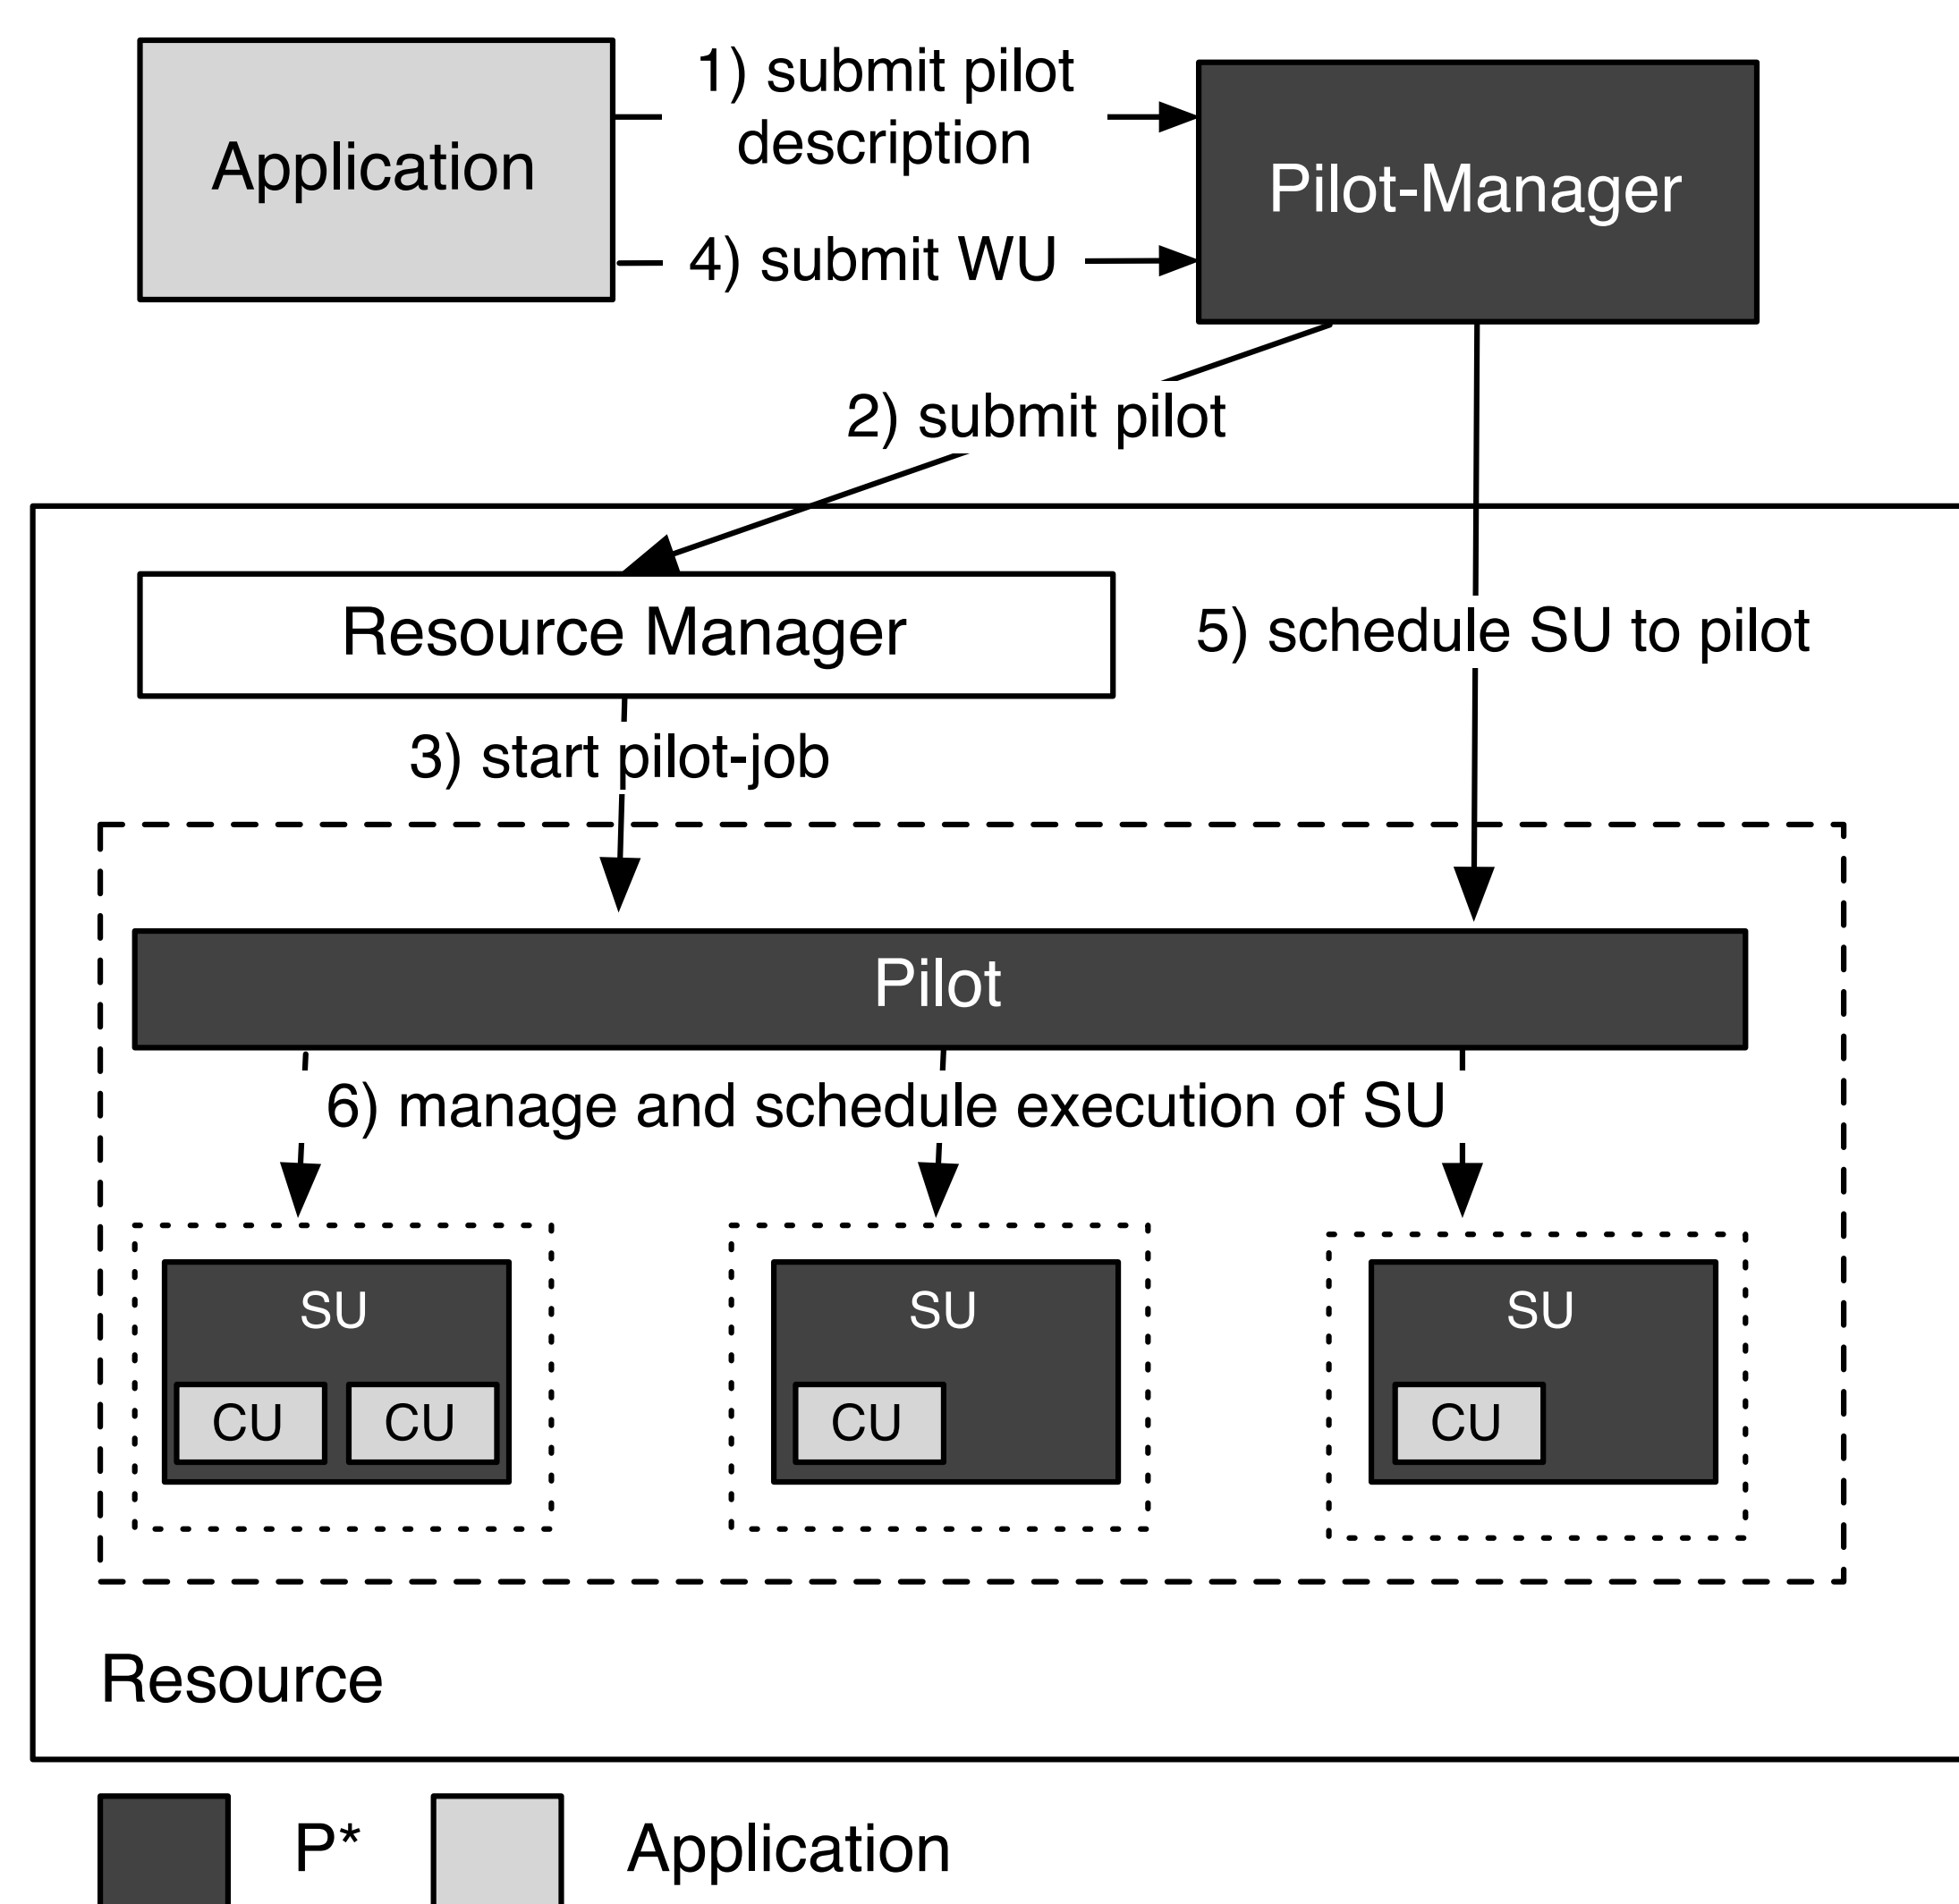 Application
1) submit pilot
description
Pilot-Manager
4) submit WU
2) submit pilot
Resource Manager
5) schedule SU to pilot
3) start pilot-job
Pilot
6) manage and schedule execution of SU
SU
SU
SU
CU
CU
CU
CU
Resource
P*
Application